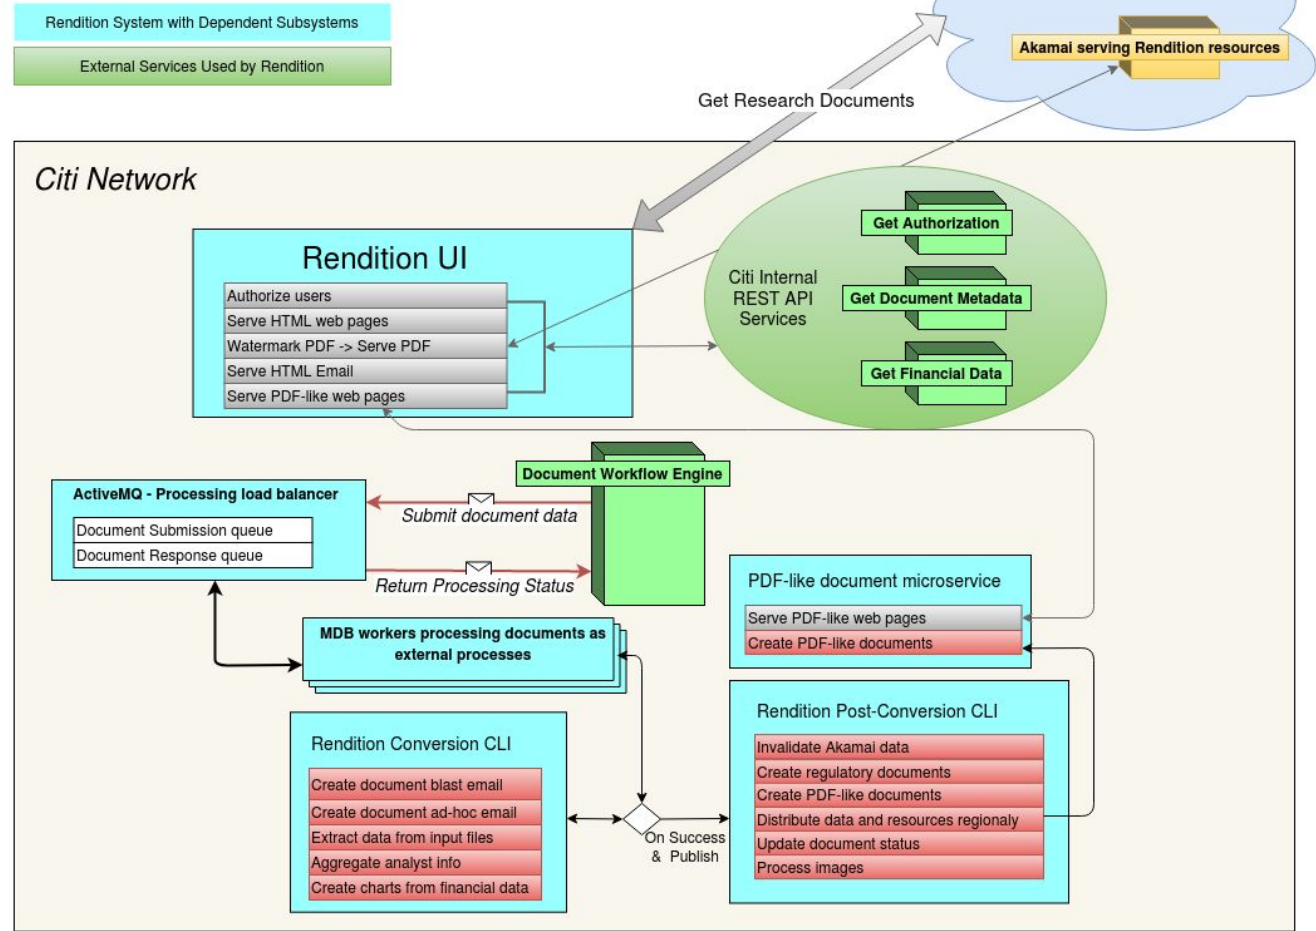 Rendition System with Dependent Subsystems
External Services Used by Rendition
Akamai serving Rendition resources
Get Research Documents
Citi Network
Rendition UI
Authorize users
Serve HTML web pages
Watermark PDF -> Serve PDF
Serve HTML Email
Serve PDF-like web pages
Citi Internal
REST API
Services
Get Authorization
Get Document Metadata
Get Financial Data
Document Workflow Engine
ActiveMQ - Processing load balancer
Document Submission queue
Document Response queue
Submit document data
Return Processing Status
PDF-like document microservice
Serve PDF-like web pages
Create PDF-like documents
MDB workers processing documents as
external processes
Rendition Conversion CLI
Create document blast email
Create document ad-hoc email
Extract data from input files
Aggregate analyst info
Create charts from financial data
On Success
& Publish
Rendition Post-Conversion CLI
Invalidate Akamai data
Create regulatory documents
Create PDF-like documents
Distribute data and resources regionaly
Update document status
Process images